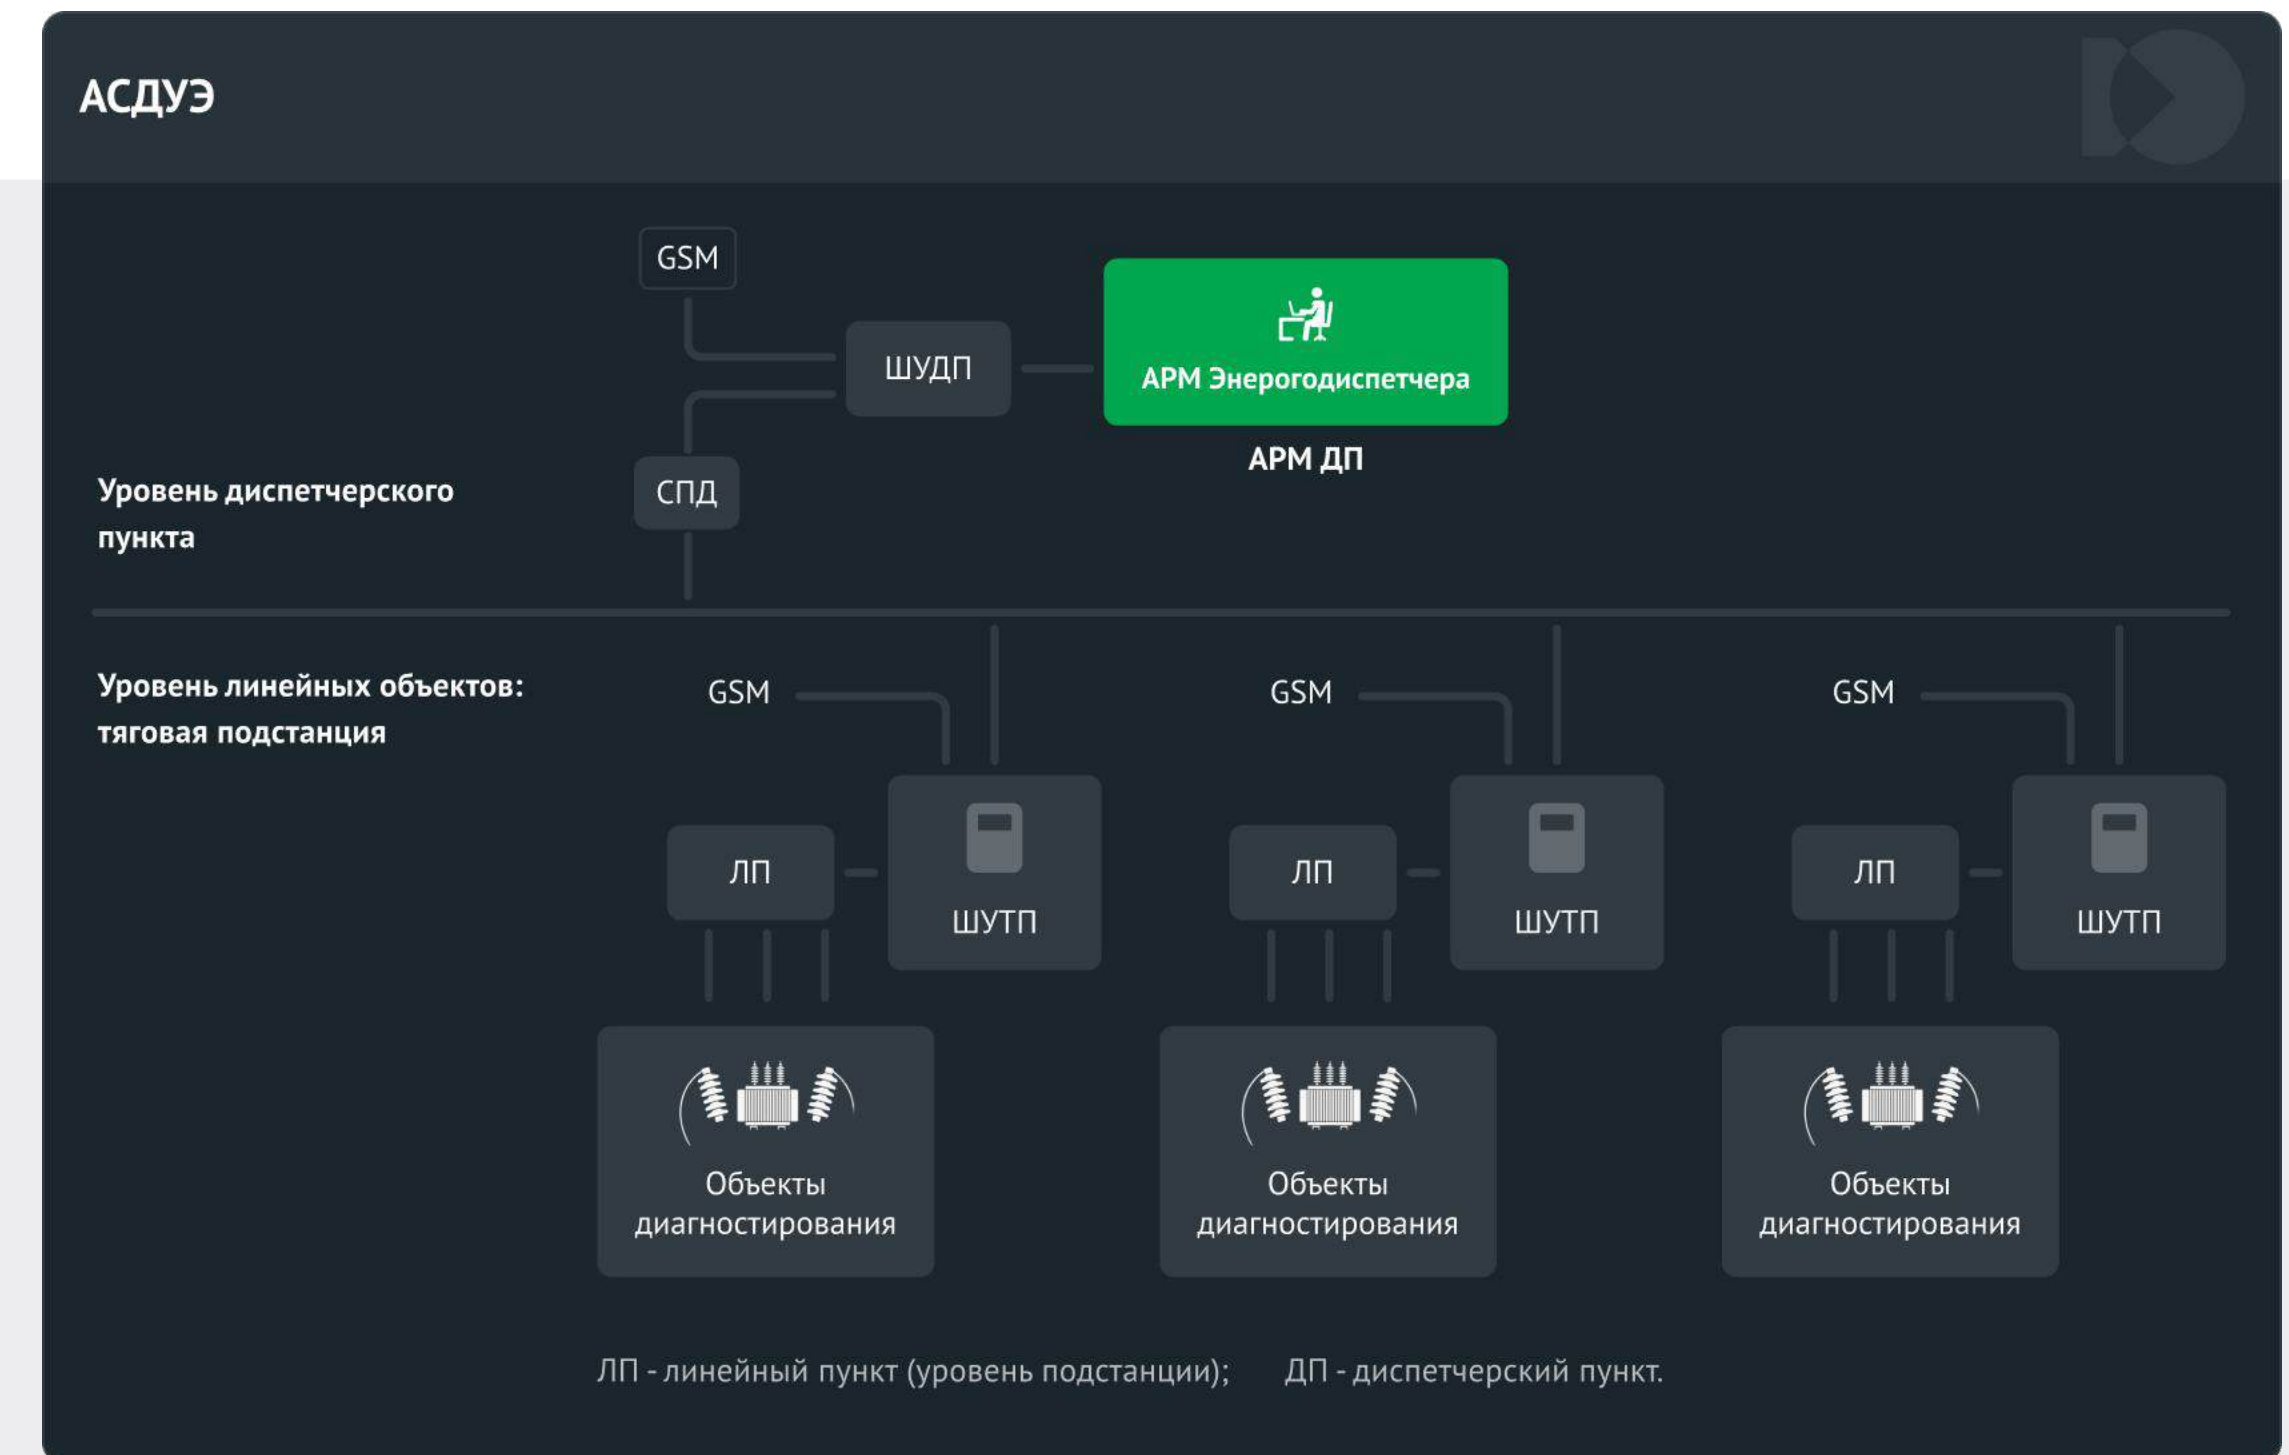 АСДУЭ
GSM
ШУДП
АРМ Энерогодиспетчера
АРМ ДП
СПД
Уровень диспетчерского
пункта
Уровень линейных объектов:
тяговая подстанция
GSM
GSM
GSM
ЛП
ШУТП
ЛП
ШУТП
ЛП
ШУТП
Объекты
диагностирования
Объекты
диагностирования
Объекты
диагностирования
ЛП - линейный пункт (уровень подстанции); ДП - диспетчерский пункт.